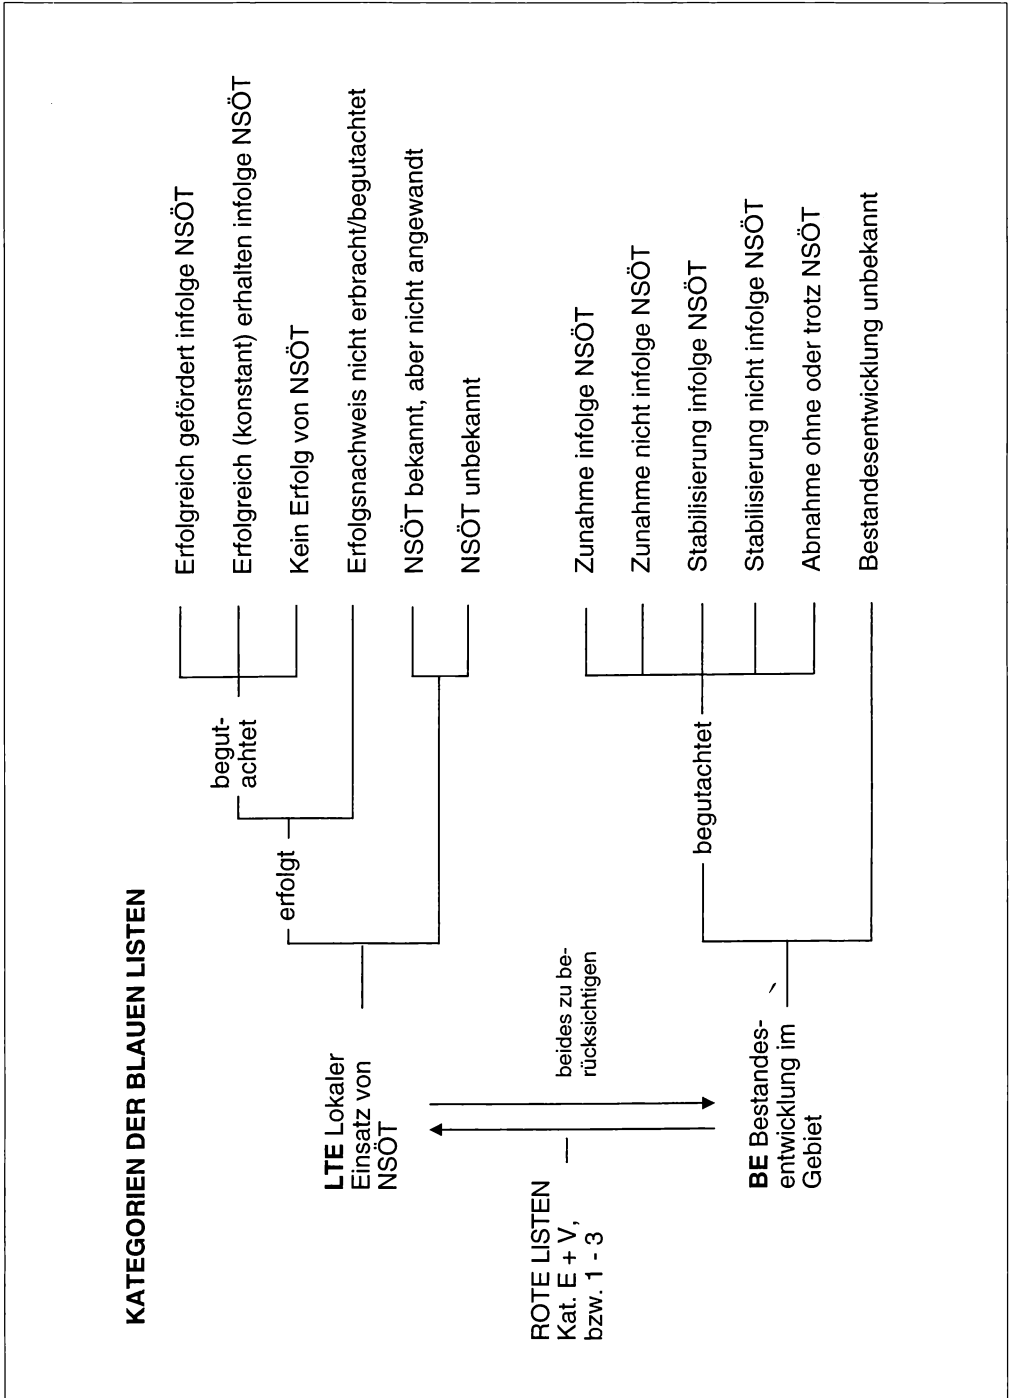 KATEGORIEN DER BLAUEN LISTEN
ROTE LISTEN
Kat. E + V,
bzw. 1 - 3
LTE Lokaler
Einsatz von
NSÖT
beides zu be-
rücksichtigen
BE Bestandes-
entwicklung im
Gebiet
erfolgt
begut-
achtet
Erfolgreich gefördert infolge NSÖT
Erfolgreich (konstant) erhalten infolge NSÖT
Kein Erfolg von NSÖT
Erfolgsnachweis nicht erbracht/begutachtet
NSÖT bekannt, aber nicht angewandt
NSÖT unbekannt
begutachtet
Zunahme infolge NSÖT
Zunahme nicht infolge NSÖT
Stabilisierung infolge NSÖT
Stabilisierung nicht infolge NSÖT
Abnahme ohne oder trotz NSÖT
Bestandesentwicklung unbekannt